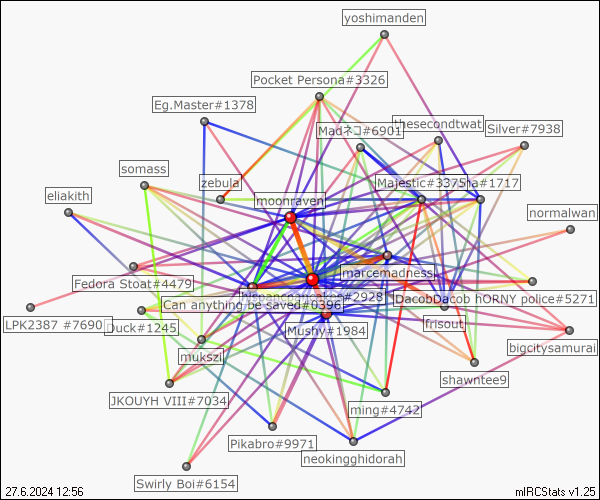 yoshimanden
Pocket Persona#3326
Eg.Master#1378
Madネコ#6901
thesecondtwat
Silver#7938
somass
zebula
Majestic#3375
ha#1717
eliakith
moonraven
normalwan
marcemadness
Fedora Stoat#4479
#2928
DacobDacob hORNY police#5271
Can anything be saved#0396
LPK2387 #7690
Duck#1245
Mushy#1984
frisout
mukszi
bigcitysamurai
shawntee9
JKOUYH VIII#7034
ming#4742
Pikabro#9971
neokingghidorah
Swirly Boi#6154
27.6.2024 12:56
mIRCStats v1.25